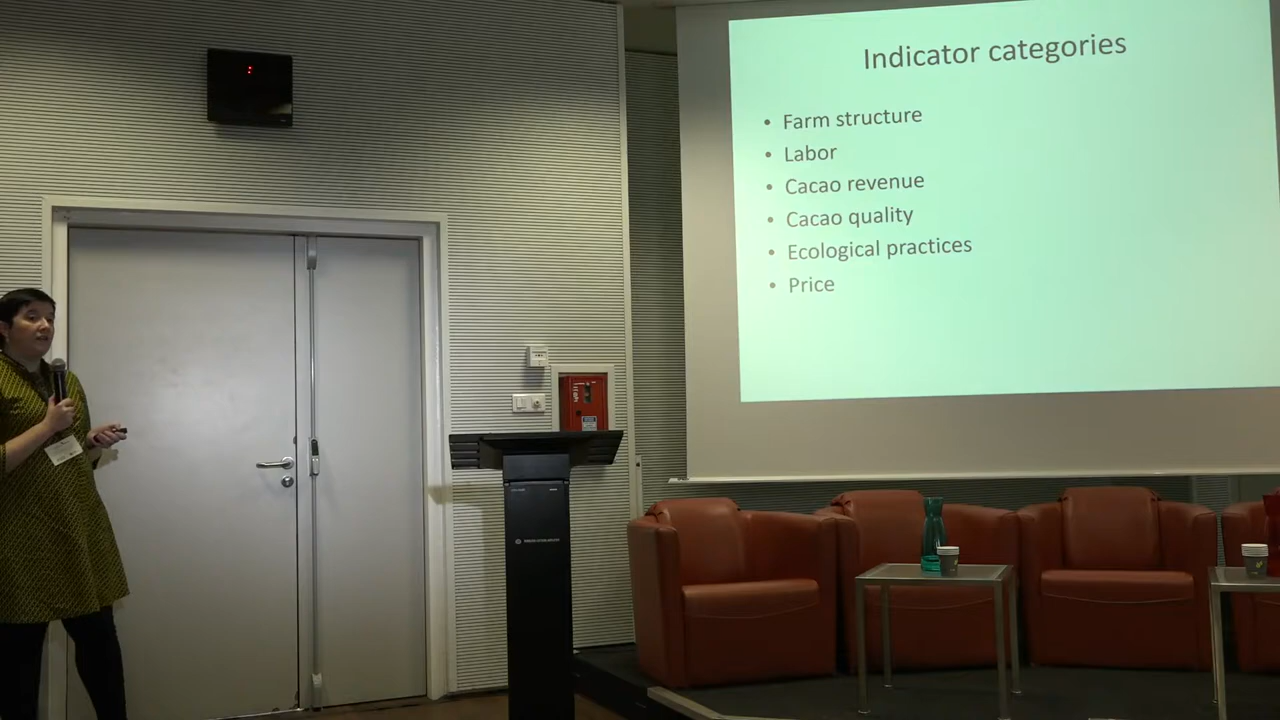 Indicator categories
• Farm structure
• Labor
• Cacao revenue
• Cacao quality
• Ecological practices
• Price